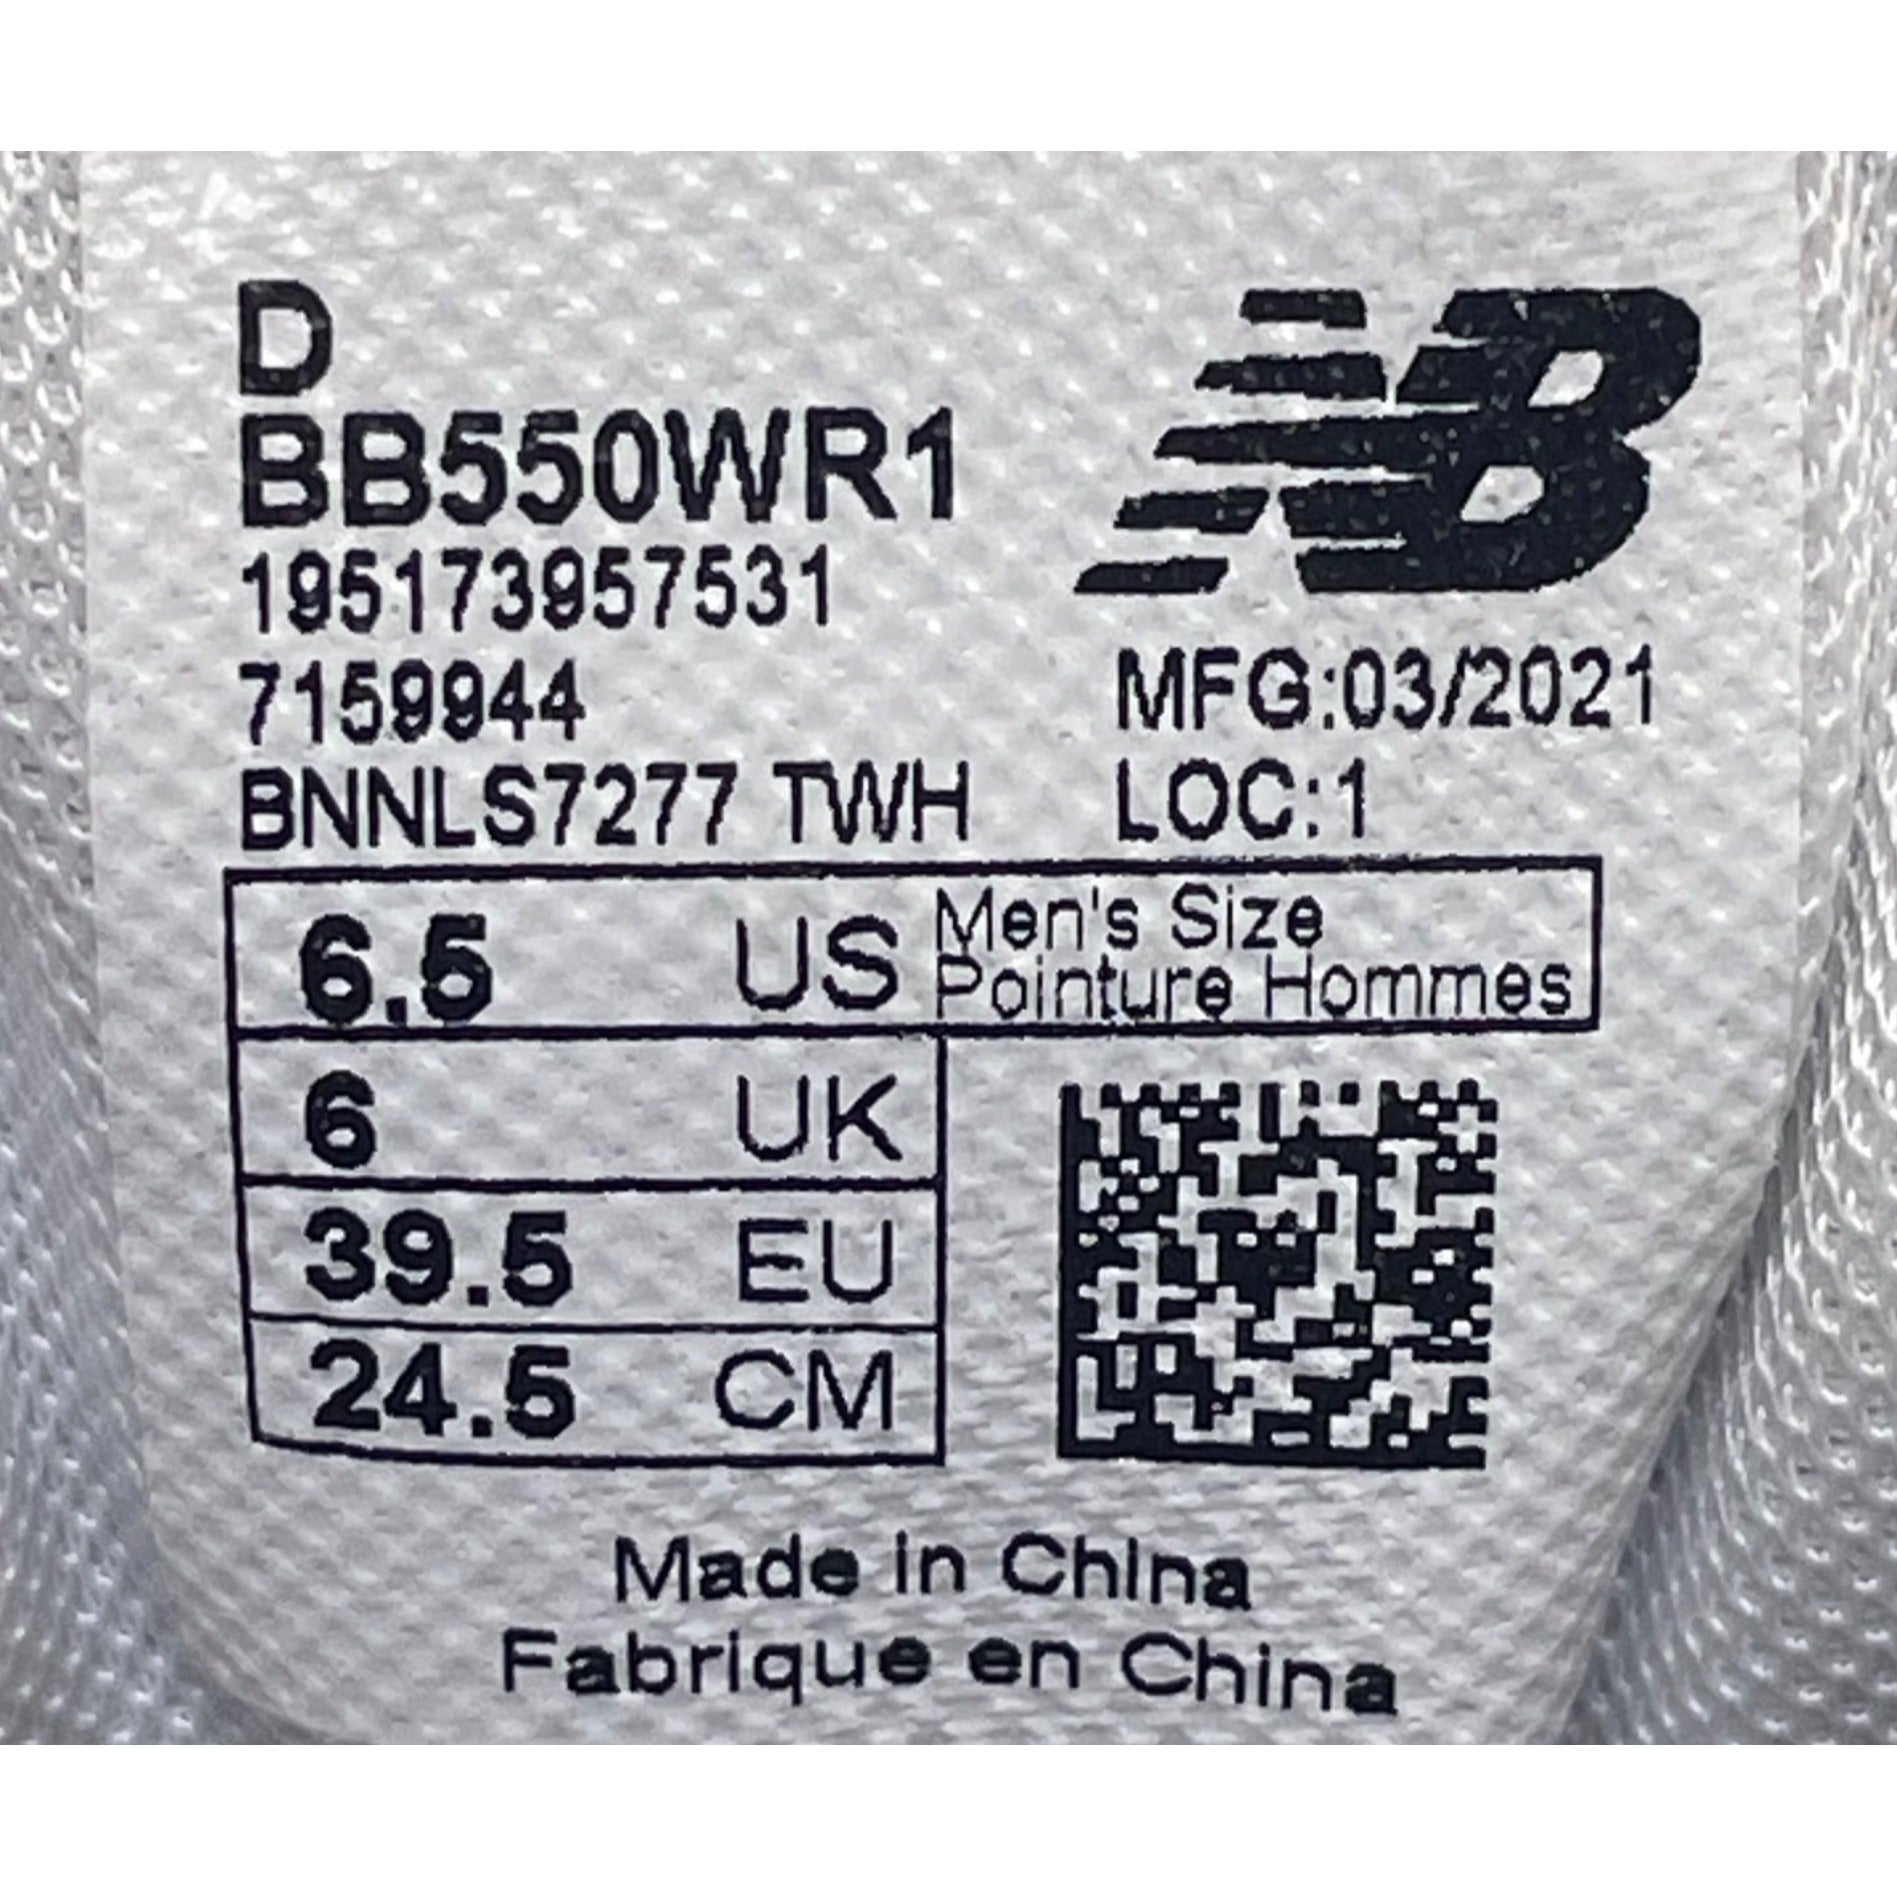 D
BB550WR1
195173957531
7159944
MFG:03/2021
BNNLS7277 TWH
LOC:1
6.5 US Men's Size
Pointure Hommes
6 UK
39.5 EU
24.5 CM
Made in China
Fabrique en China